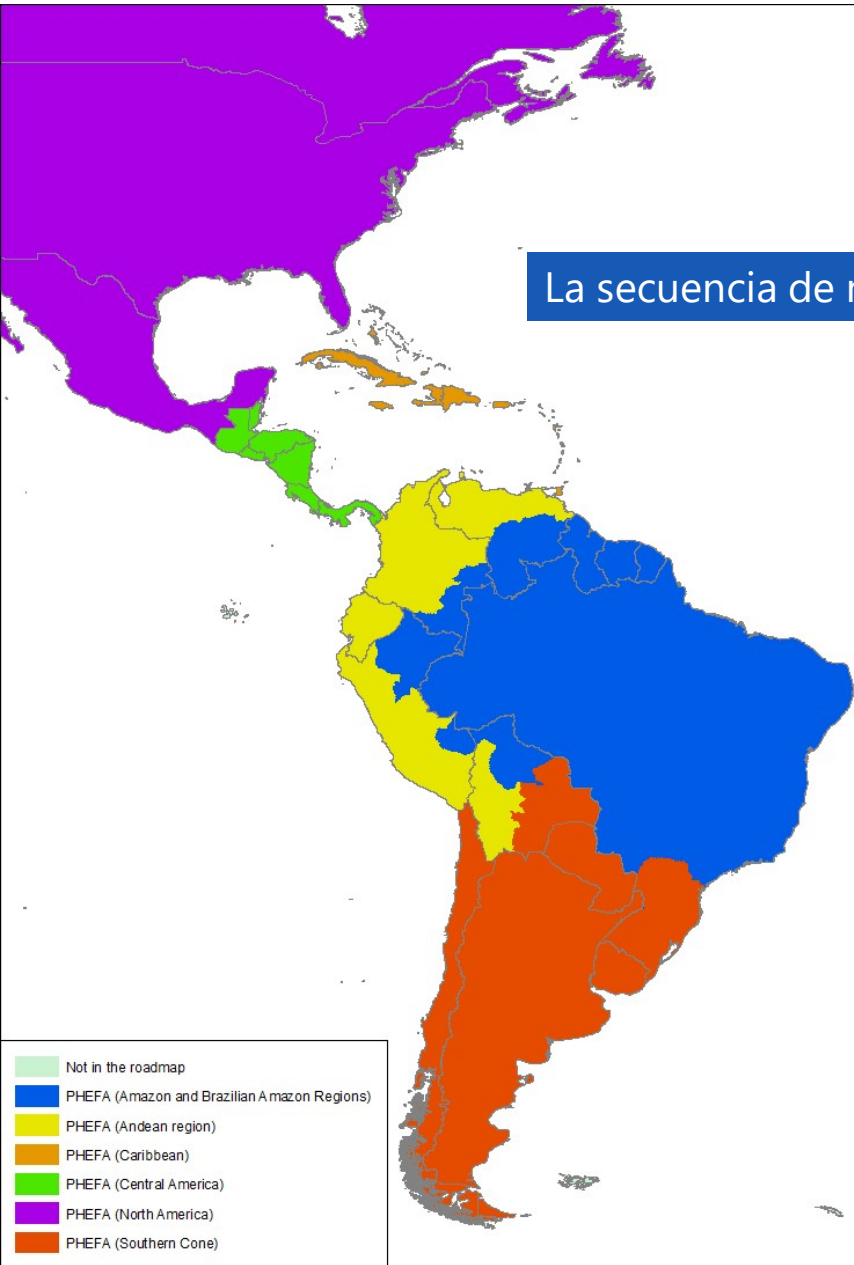 La secuencia de
Not in the roadmap
PHEFA (Amazon and Brazilian Amazon Regions)
PHEFA (Andean region)
PHEFA (Caribbean)
PHEFA (Central America)
PHEFA (North America)
PHEFA (Southern Cone)